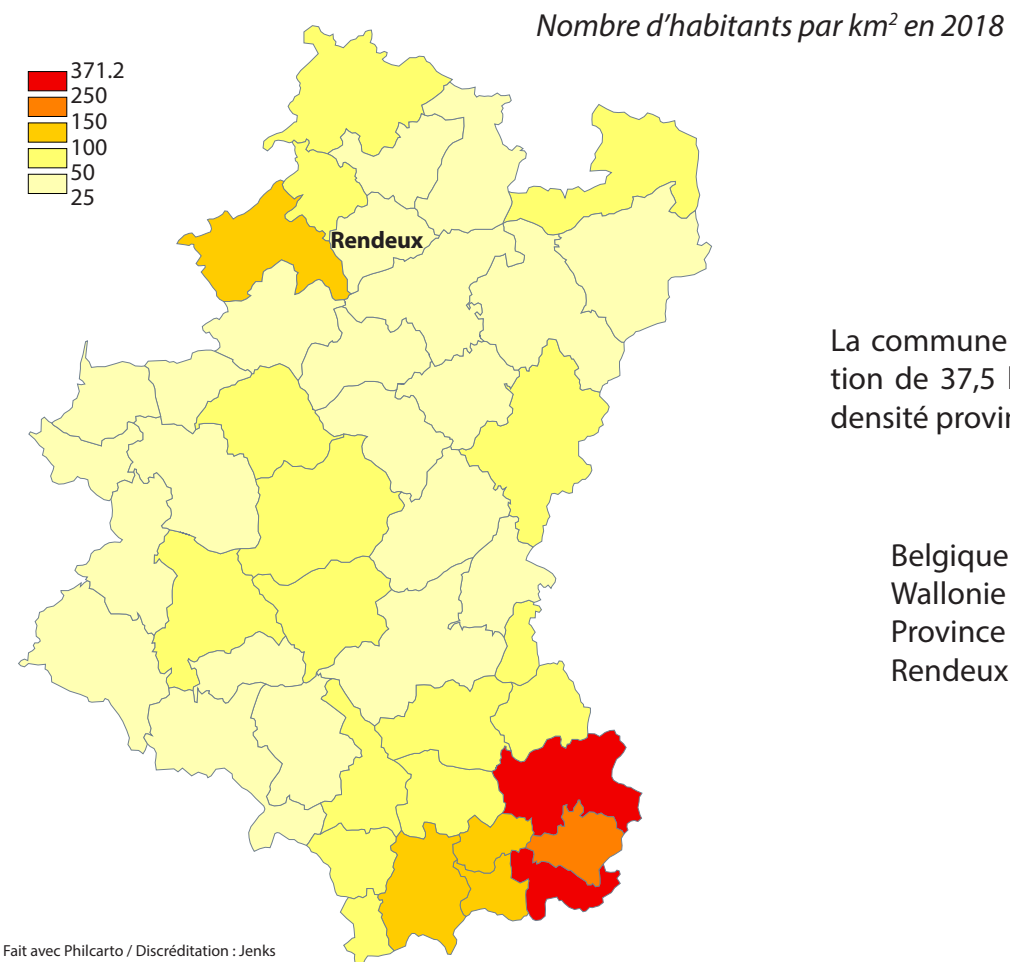 Nombre d'habitants par km² en 2018
371.2
250
150
100
50
25
Rendeux
La commune
tion de 37,5
densité provin
Belgique
Wallonie
Province
Rendeux
Fait avec Philcarto / Discréditation : Jenks